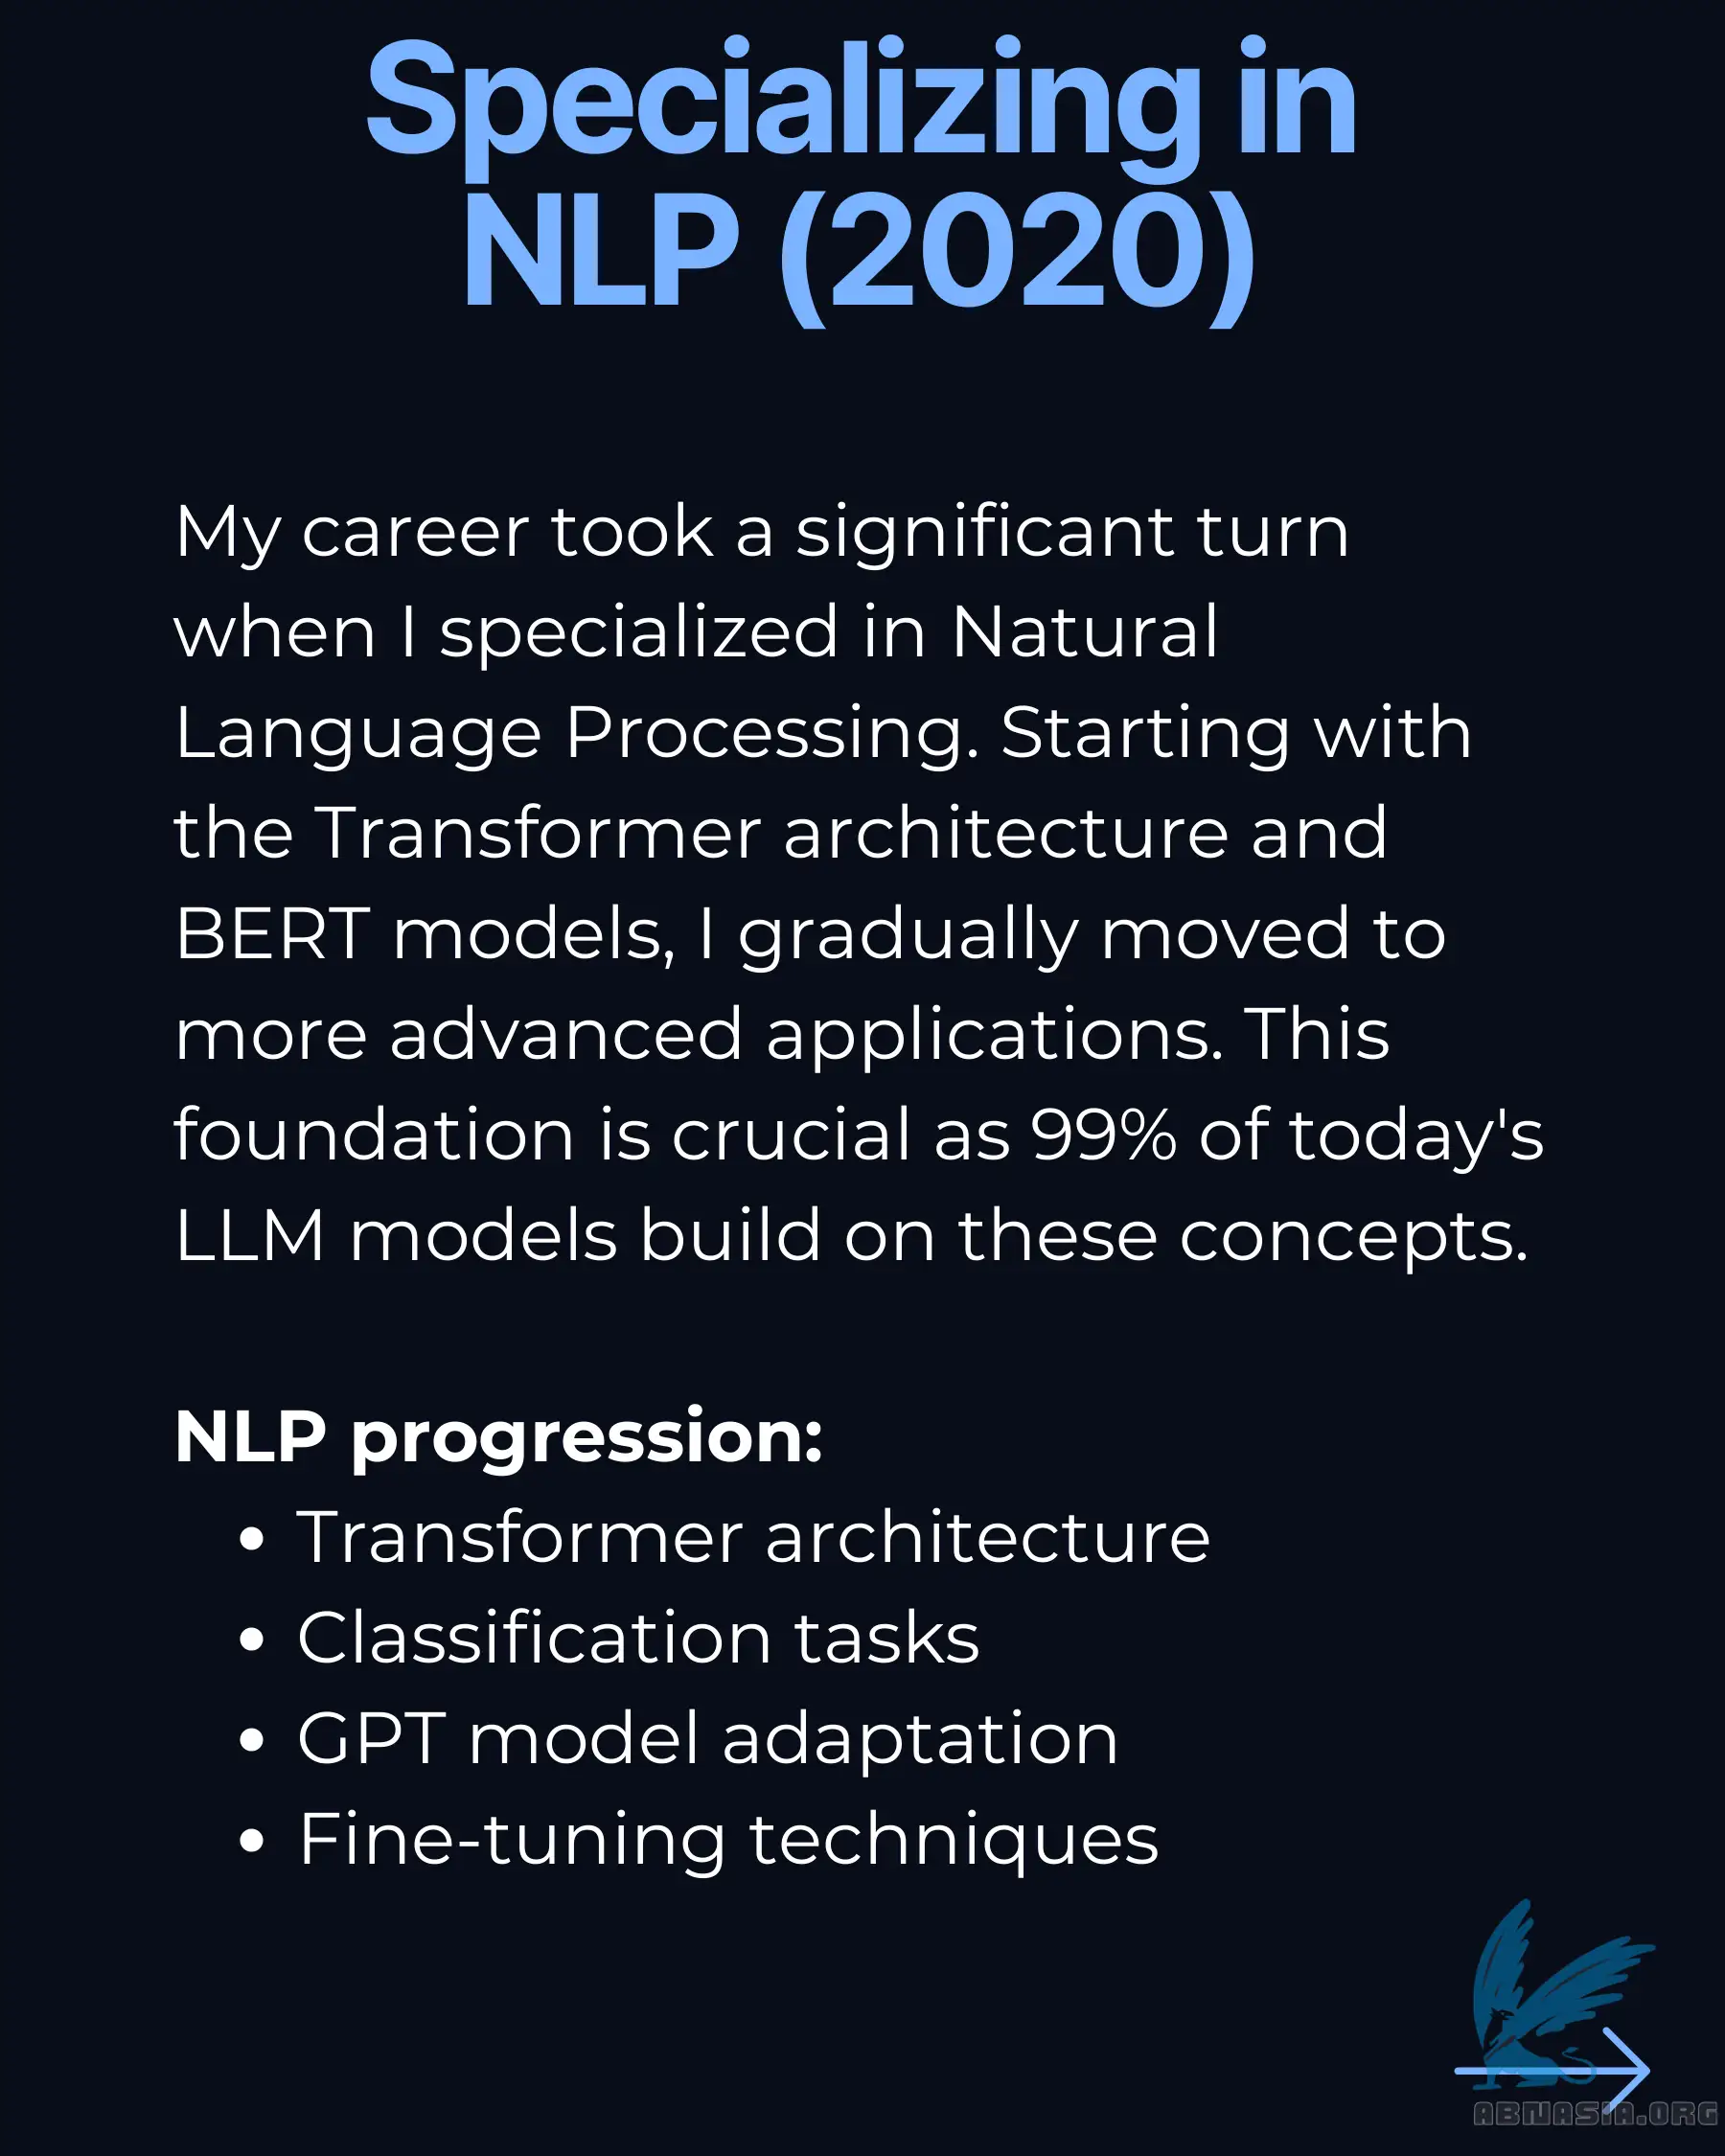 Specializing in
NLP (2020)
My career took a significant turn
when I specialized in Natural
Language Processing. Starting with
the Transformer architecture and
BERT models, I gradually moved to
more advanced applications. This
foundation is crucial as 99% of today's
LLM models build on these concepts.
NLP progression:
• Transformer architecture
• Classification tasks
• GPT model adaptation
• Fine-tuning techniques
ABNASIA.ORG